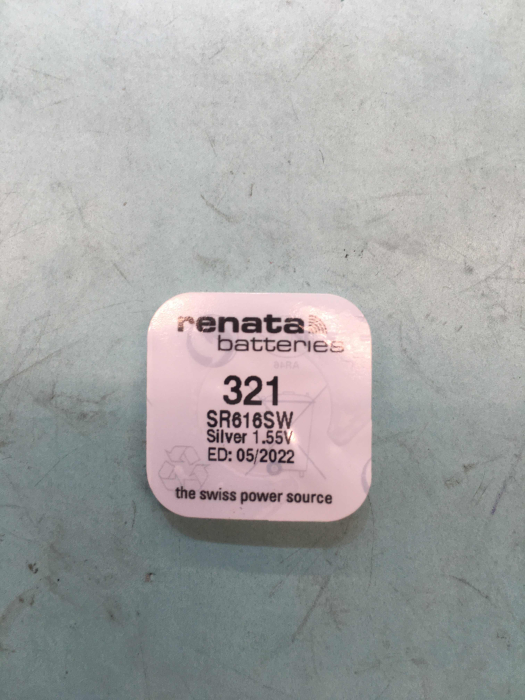 renata
batteries
321
SR616SW
Silver 1.55V
ED: 05/2022
the swiss power source